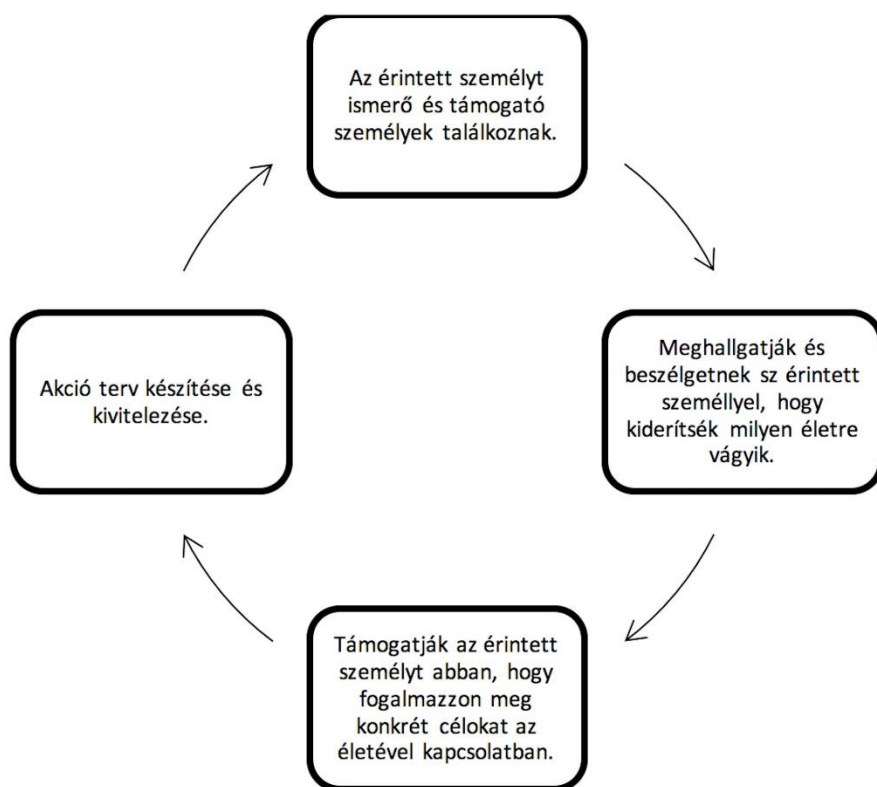 Az érintett személyt
ismerő és támogató
személyek találkoznak.
Meghallgatják és
beszélgetnek sz érintett
személlyel, hogy
kiderítsék milyen életre
vágyik.
Támogatják az érintett
személyt abban, hogy
fogalmazzon meg
konkrét célokat az
életével kapcsolatban.
Akció terv készítése és
kivitelezése.